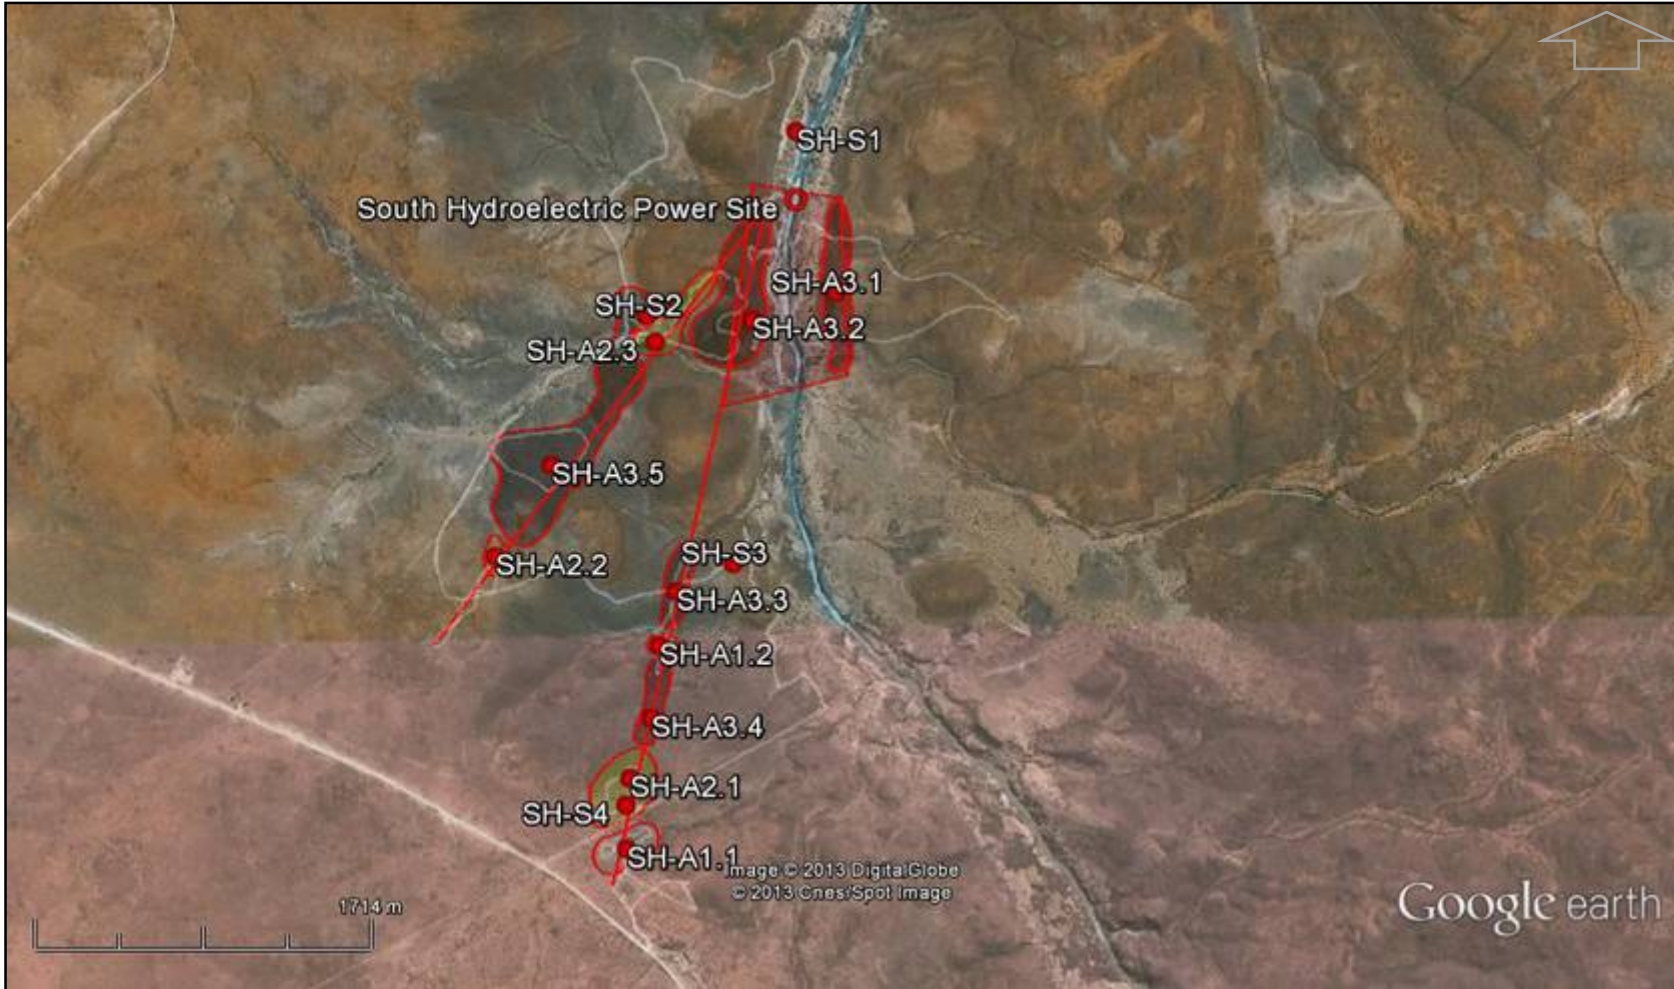 SH-S1
South Hydroelectric Power Site
SH-A3.1
SH-S2
SH-A3.2
SH-A2.3
SH-A3.5
SH-S3
SH-A2.2
SH-A3.3
SH-A1.2
SH-A3.4
SH-A2.1
SH-S4
SH-A1.1
Image © 2013 DigitalGlobe
© 2013 Cnes/Spot Image
1714 m
Google earth